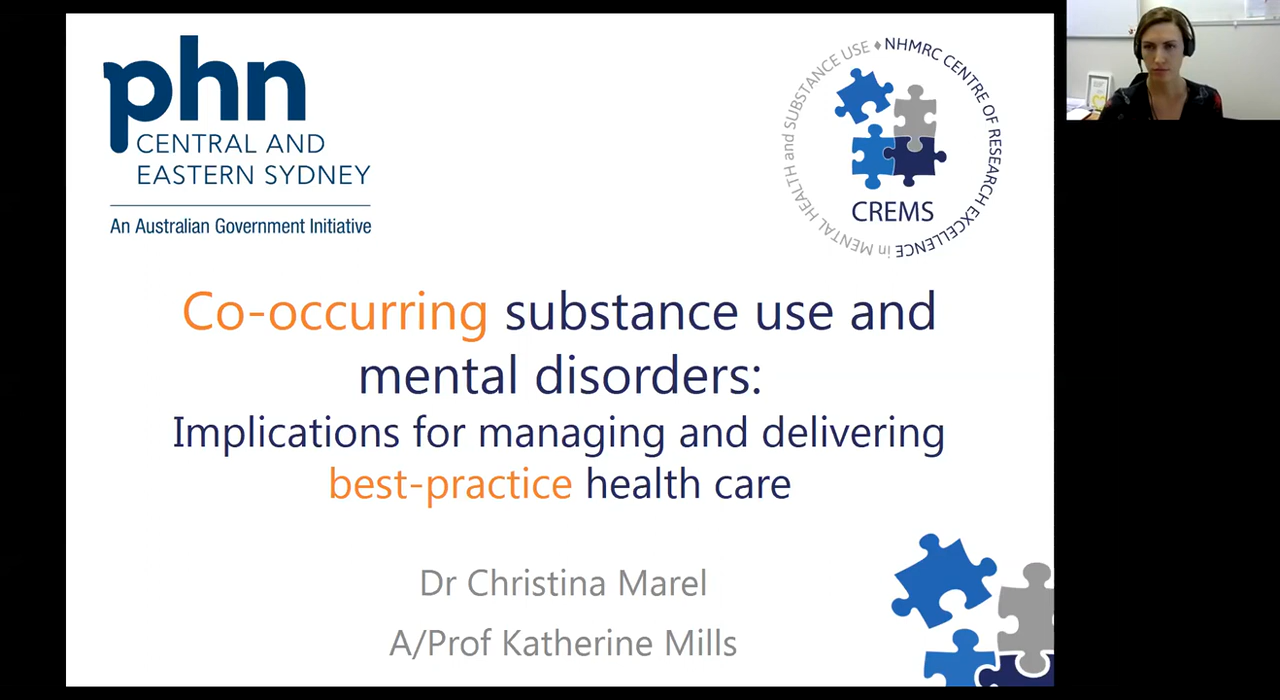 phn
CENTRAL AND
EASTERN SYDNEY
An Australian Government Initiative
NHMRC CENTRE OF RESEARCH EXCELLENCE in MENTAL HEALTH and SUBSTANCE USE
CREMS
Co-occurring substance use and
mental disorders:
Implications for managing and delivering
best-practice health care
Dr Christina Marel
A/Prof Katherine Mills